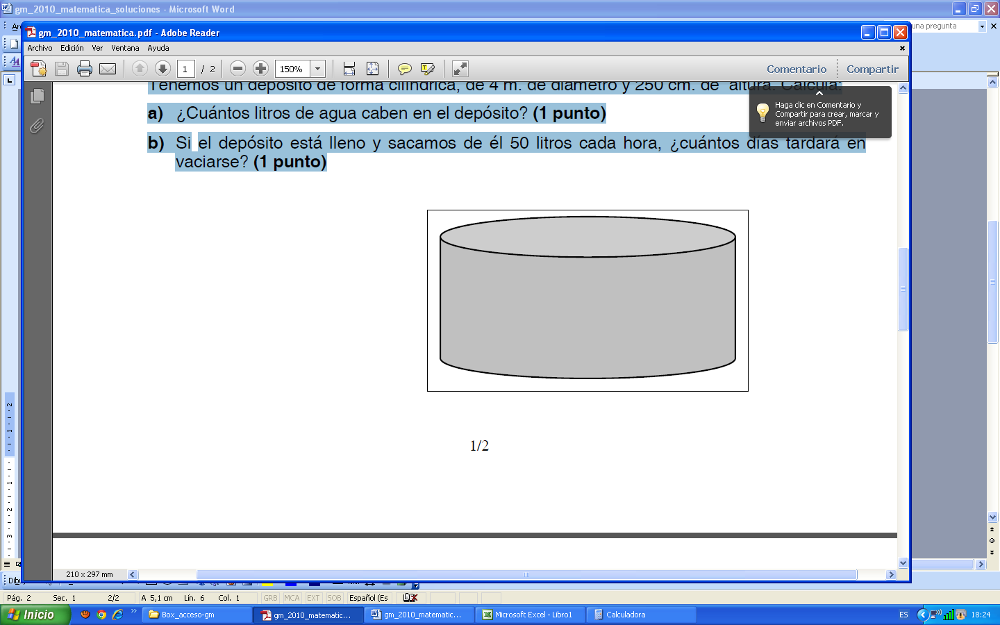 gm_2010_matematica_soluciones - Microsoft Word
una pregunta
gm_2010_matematica.pdf - Adobe Reader
Archivo Edición Ver Ventana Ayuda
1 / 2 150% Comentario Compartir
Tenemos un depósito de forma cilíndrica, de 4 m. de diámetro y 250 cm. de altura. Calcula:
Haga clic en Comentario y
Compartir para crear, marcar y
enviar archivos PDF.
a) ¿Cuántos litros de agua caben en el depósito? (1 punto)
b) Si el depósito está lleno y sacamos de él 50 litros cada hora, ¿cuántos días tardará en
vaciarse? (1 punto)
1/2
210 x 297 mm
Pág. 2 Sec. 1 2/2 A 5,1 cm Lín. 6 Col. 1 GRB MCA EXT SOB Español (Es
Inicio Box_acceso-gm gm_2010_matematic... gm_2010_matematic... Microsoft Excel - Libro1 Calculadora ES 18:24